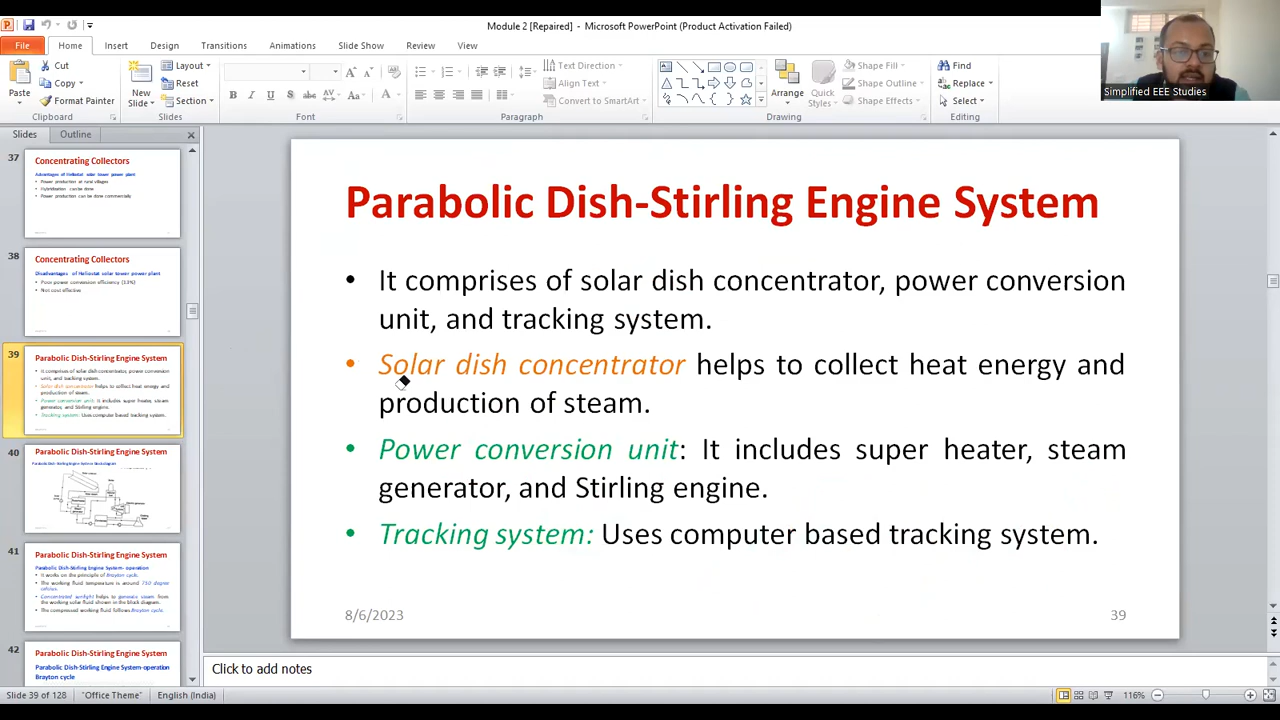 Module 2 [Repaired] - Microsoft PowerPoint (Product Activation Failed)
File Home Insert Design Transitions Animations Slide Show Review View
Cut
Copy
Format Painter
Paste
Clipboard
New
Slide
Layout
Reset
Section
Slides
Font
Text Direction
Align Text
Convert to SmartArt
Paragraph
Arrange
Quick
Styles
Shape Fill
Shape Outline
Shape Effects
Drawing
Find
Replace
Select
Editing
Simplified EEE Studies
Slides Outline
37
Concentrating Collectors
Advantages of Heliostat solar tower power plant
• Power production at rural villages
• Hybridization can be done
• Power production can be done commercially
38
Concentrating Collectors
Disadvantages of Heliostat solar tower power plant
• Poor power conversion efficiency (13%)
• Not cost effective
39
Parabolic Dish-Stirling Engine System
• It comprises of solar dish concentrator, power conversion
unit, and tracking system.
• Solar dish concentrator helps to collect heat energy and
production of steam.
• Power conversion unit: It includes super heater, steam
generator, and Stirling engine.
• Tracking system: Uses computer based tracking system.
40
Parabolic Dish-Stirling Engine System
Parabolic Dish-Stirling Engine System-Block diagram
41
Parabolic Dish-Stirling Engine System
Parabolic Dish-Stirling Engine System- operation
• It works on the principle of Brayton cycle.
• The working fluid temperature is around 750 degree
celsius.
• Concentrated sunlight helps to generate steam from
the working solar fluid shown in the block diagram.
• The compressed working fluid follows Brayton cycle.
42
Parabolic Dish-Stirling Engine System
Parabolic Dish-Stirling Engine System-operation
Brayton cycle
Parabolic Dish-Stirling Engine System
• It comprises of solar dish concentrator, power conversion
unit, and tracking system.
• Solar dish concentrator helps to collect heat energy and
production of steam.
• Power conversion unit: It includes super heater, steam
generator, and Stirling engine.
• Tracking system: Uses computer based tracking system.
8/6/2023 39
Click to add notes
Slide 39 of 128 "Office Theme" English (India) 116%